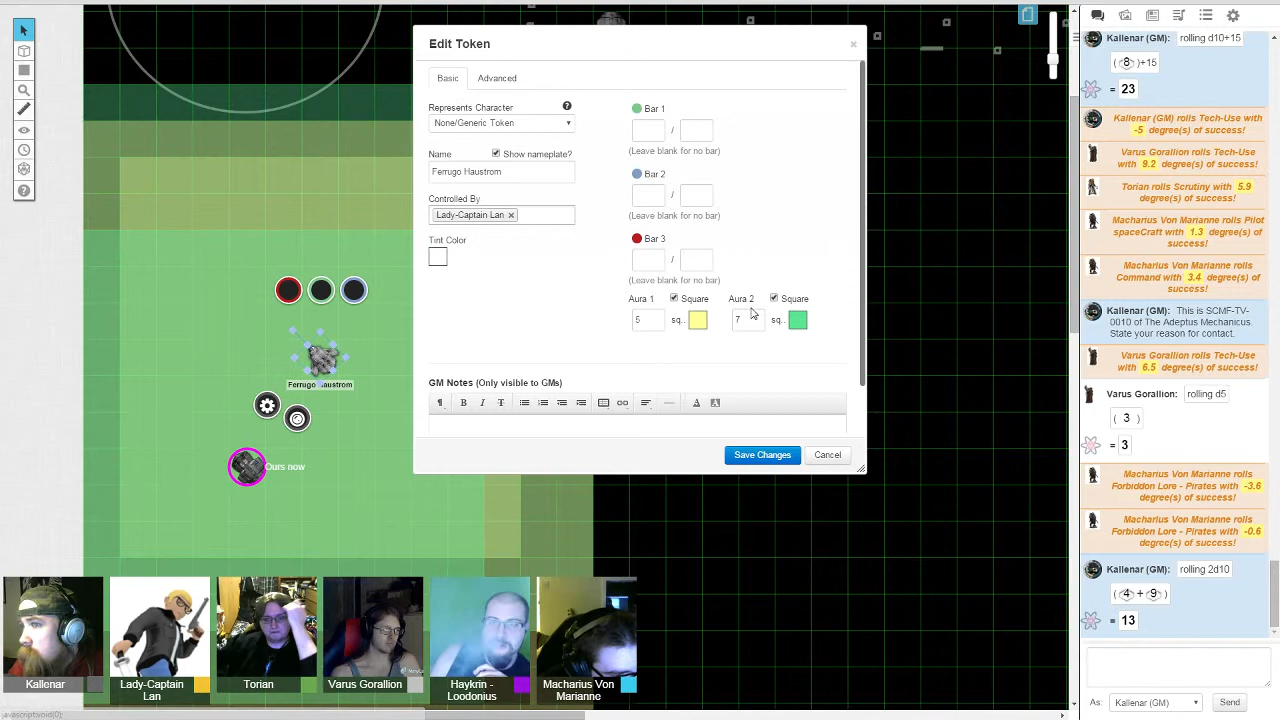 Edit Token
×
Basic
Advanced
Represents Character
?
None/Generic Token
Name
Show nameplate?
Ferrugo Haustrom
Controlled By
Lady-Captain Lan ×
Tint Color
Bar 1
/
(Leave blank for no bar)
Bar 2
/
(Leave blank for no bar)
Bar 3
/
(Leave blank for no bar)
Aura 1
Square
Aura 2
Square
5
sq..
7
sq..
GM Notes (Only visible to GMs)
B I T
A A
Save Changes
Cancel
Ferrugo Haustrom
Ours now
Kallenar
Lady-Captain
Lan
Torian
Varus Gorallion
Haykrin -
Loodonius
Macharius Von
Marianne
javascript:void(0);
Kallenar (GM): rolling d10+15
(8)+15
= 23
Kallenar (GM) rolls Tech-Use with
-5 degree(s) of success!
Varus Gorallion rolls Tech-Use
with 9.2 degree(s) of success!
Torian rolls Scrutiny with 5.9
degree(s) of success!
Macharius Von Marianne rolls Pilot
spaceCraft with 1.3 degree(s) of
success!
Macharius Von Marianne rolls
Command with 3.4 degree(s) of
success!
Kallenar (GM): This is SCMF-TV-
0010 of The Adeptus Mechanicus.
State your reason for contact.
Varus Gorallion rolls Tech-Use
with 6.5 degree(s) of success!
Varus Gorallion: rolling d5
(3)
= 3
Macharius Von Marianne rolls
Forbidden Lore - Pirates with -3.6
degree(s) of success!
Macharius Von Marianne rolls
Forbidden Lore - Pirates with -0.6
degree(s) of success!
Kallenar (GM): rolling 2d10
(4+9)
= 13
As:
Kallenar (GM)
Send